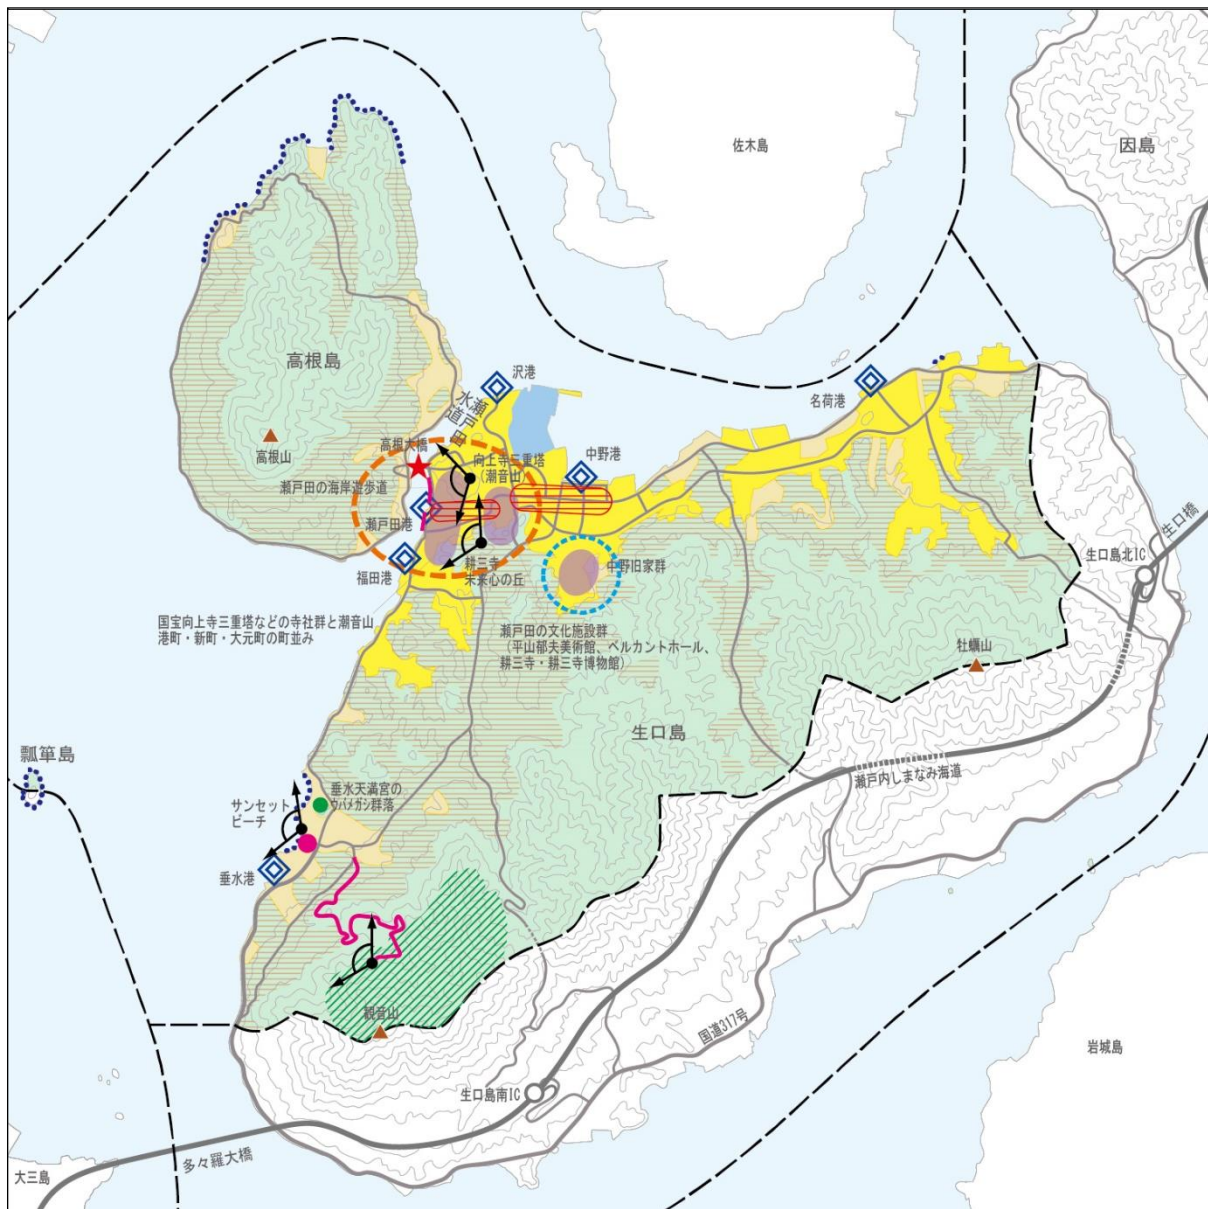 佐木島
因島
高根島
沢港
名荷港
水瀬
道戸
田
高根大橋
中野港
高根山
向上寺三重塔
(潮音山
瀬戸田の海岸遊歩道
瀬戸田港
生口橋
生口島北IC
福田港
耕三寺
未来心の丘
中野旧家群
国宝向上寺三重塔などの寺社群と潮音山
港町・新町・大元町の町並み
瀬戸田の文化施設群
(平山郁夫美術館、ベルカントホール、
耕三寺・耕三寺博物館)
牡蠣山
生口島
瓢箪島
瀬戸内しまなみ海道
垂水天満宮の
ウバメガシ群落
サンセット
ビーチ
垂水港
観音山
国道317号
岩城島
生口島南IC
多々羅大橋
大三島